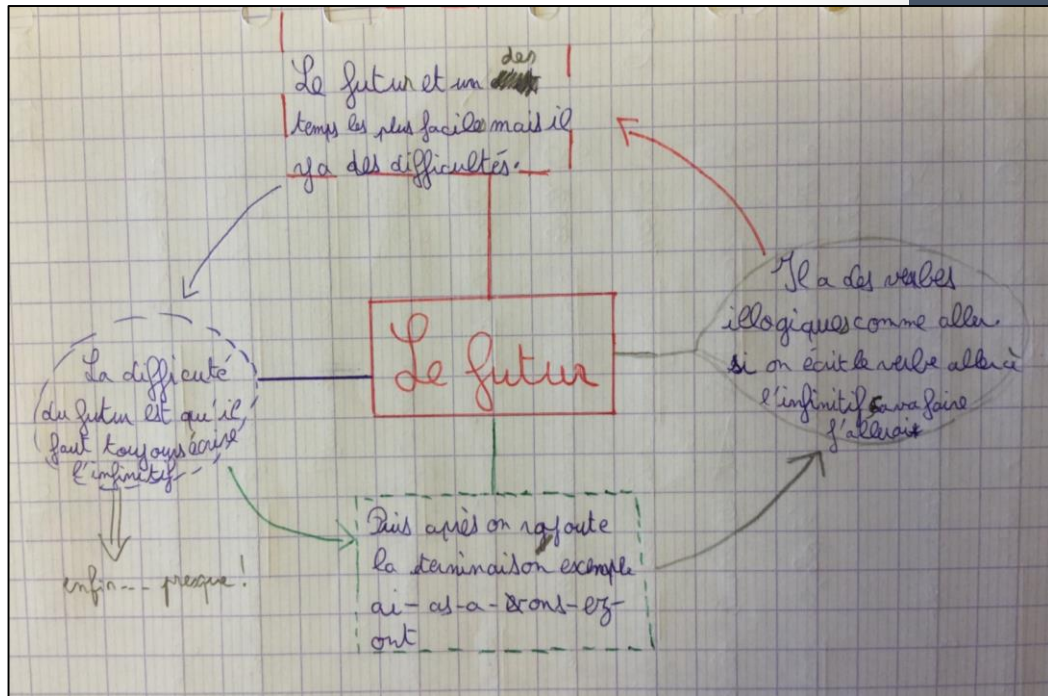 des
Le futur et un
temps les plus facile mais il
y a des difficultés.
Le futur
La difficuté
du futur est qu'il
faut toujours écrire
l'infinitif
enfin--- presque !
Puis après on rajoute
la terminaison exemple
ai-as-a-ons-ez-
ont
Il a des verbes
illogiques comme aller
si on écrit le verbe aller à
l'infinitif ça va faire
j'allerai